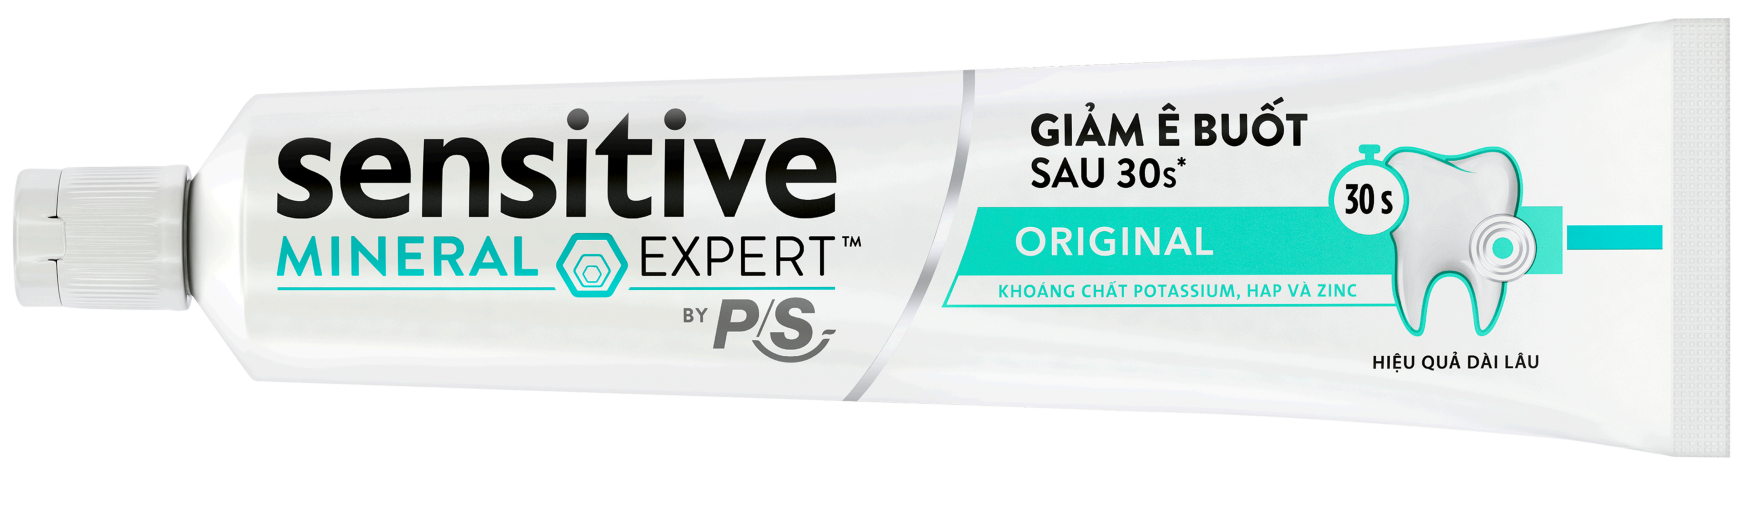 sensitive
MINERAL EXPERT™
BY P/S
GIẢM Ê BUỐT
SAU 30s*
30 s
ORIGINAL
KHOÁNG CHẤT POTASSIUM, HAP VÀ ZINC
HIỆU QUẢ DÀI LÂU